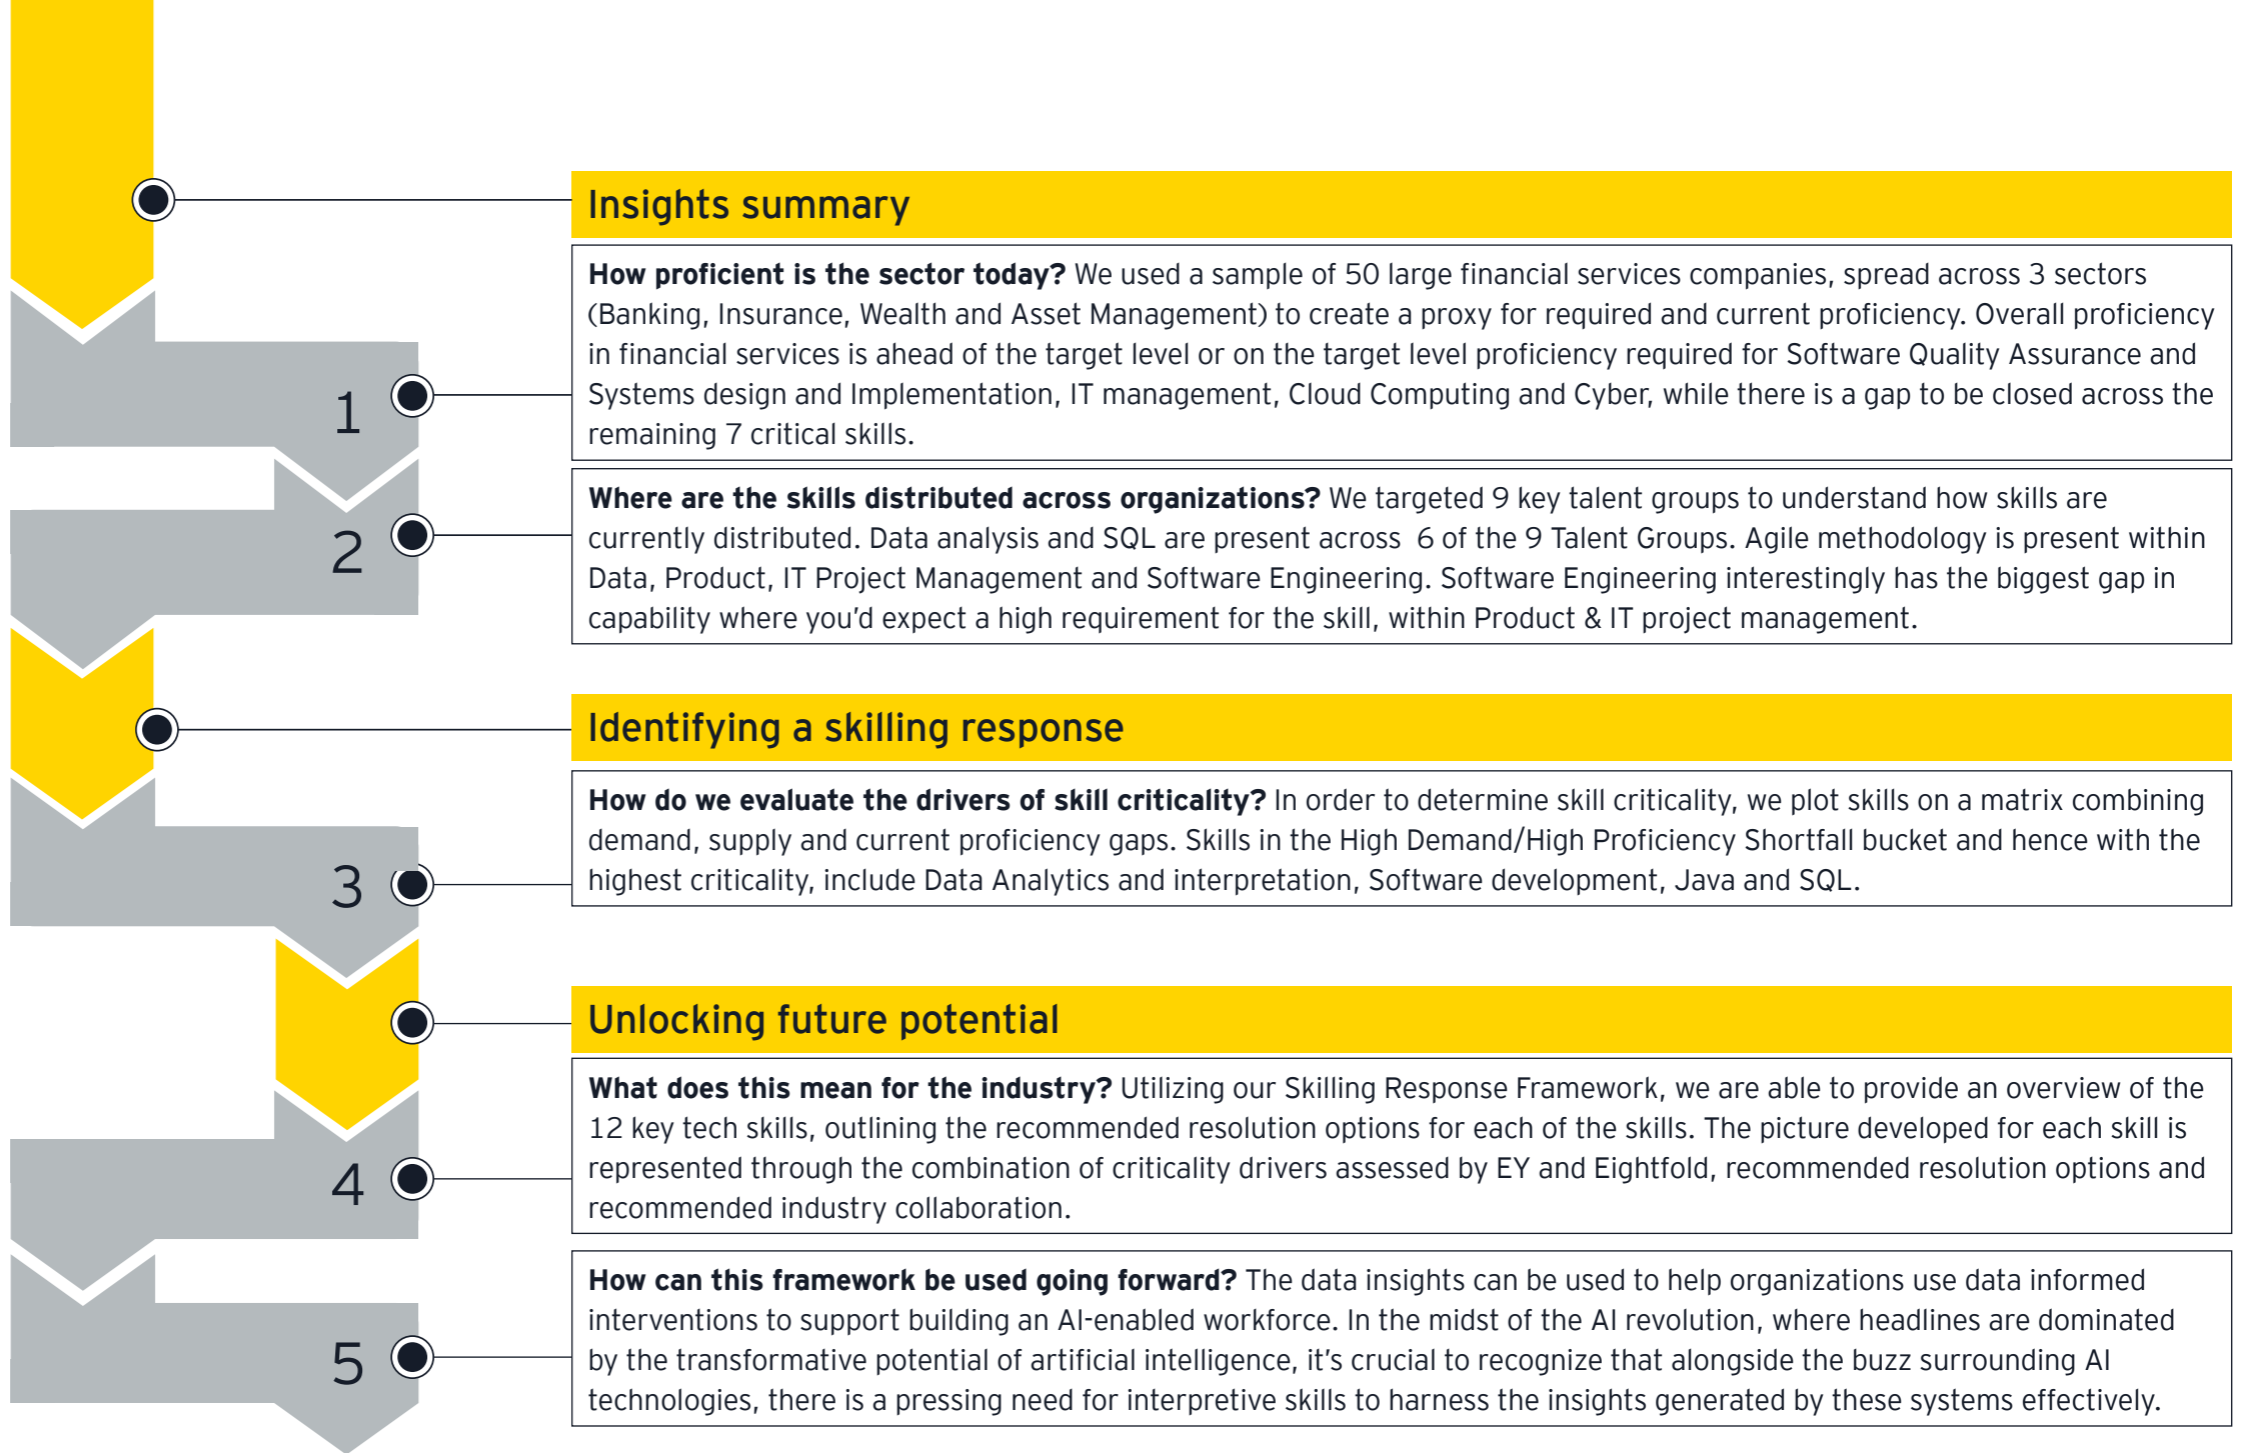 Insights summary
How proficient is the sector today? We used a sample of 50 large financial services companies, spread across 3 sectors
(Banking, Insurance, Wealth and Asset Management) to create a proxy for required and current proficiency. Overall proficiency
in financial services is ahead of the target level or on the target level proficiency required for Software Quality Assurance and
Systems design and Implementation, IT management, Cloud Computing and Cyber, while there is a gap to be closed across the
remaining 7 critical skills.
1
Where are the skills distributed across organizations? We targeted 9 key talent groups to understand how skills are
currently distributed. Data analysis and SQL are present across 6 of the 9 Talent Groups. Agile methodology is present within
Data, Product, IT Project Management and Software Engineering. Software Engineering interestingly has the biggest gap in
capability where you'd expect a high requirement for the skill, within Product & IT project management.
2
Identifying a skilling response
How do we evaluate the drivers of skill criticality? In order to determine skill criticality, we plot skills on a matrix combining
demand, supply and current proficiency gaps. Skills in the High Demand/High Proficiency Shortfall bucket and hence with the
highest criticality, include Data Analytics and interpretation, Software development, Java and SQL.
3
Unlocking future potential
What does this mean for the industry? Utilizing our Skilling Response Framework, we are able to provide an overview of the
12 key tech skills, outlining the recommended resolution options for each of the skills. The picture developed for each skill is
represented through the combination of criticality drivers assessed by EY and Eightfold, recommended resolution options and
recommended industry collaboration.
4
How can this framework be used going forward? The data insights can be used to help organizations use data informed
interventions to support building an AI-enabled workforce. In the midst of the AI revolution, where headlines are dominated
by the transformative potential of artificial intelligence, it's crucial to recognize that alongside the buzz surrounding AI
technologies, there is a pressing need for interpretive skills to harness the insights generated by these systems effectively.
5